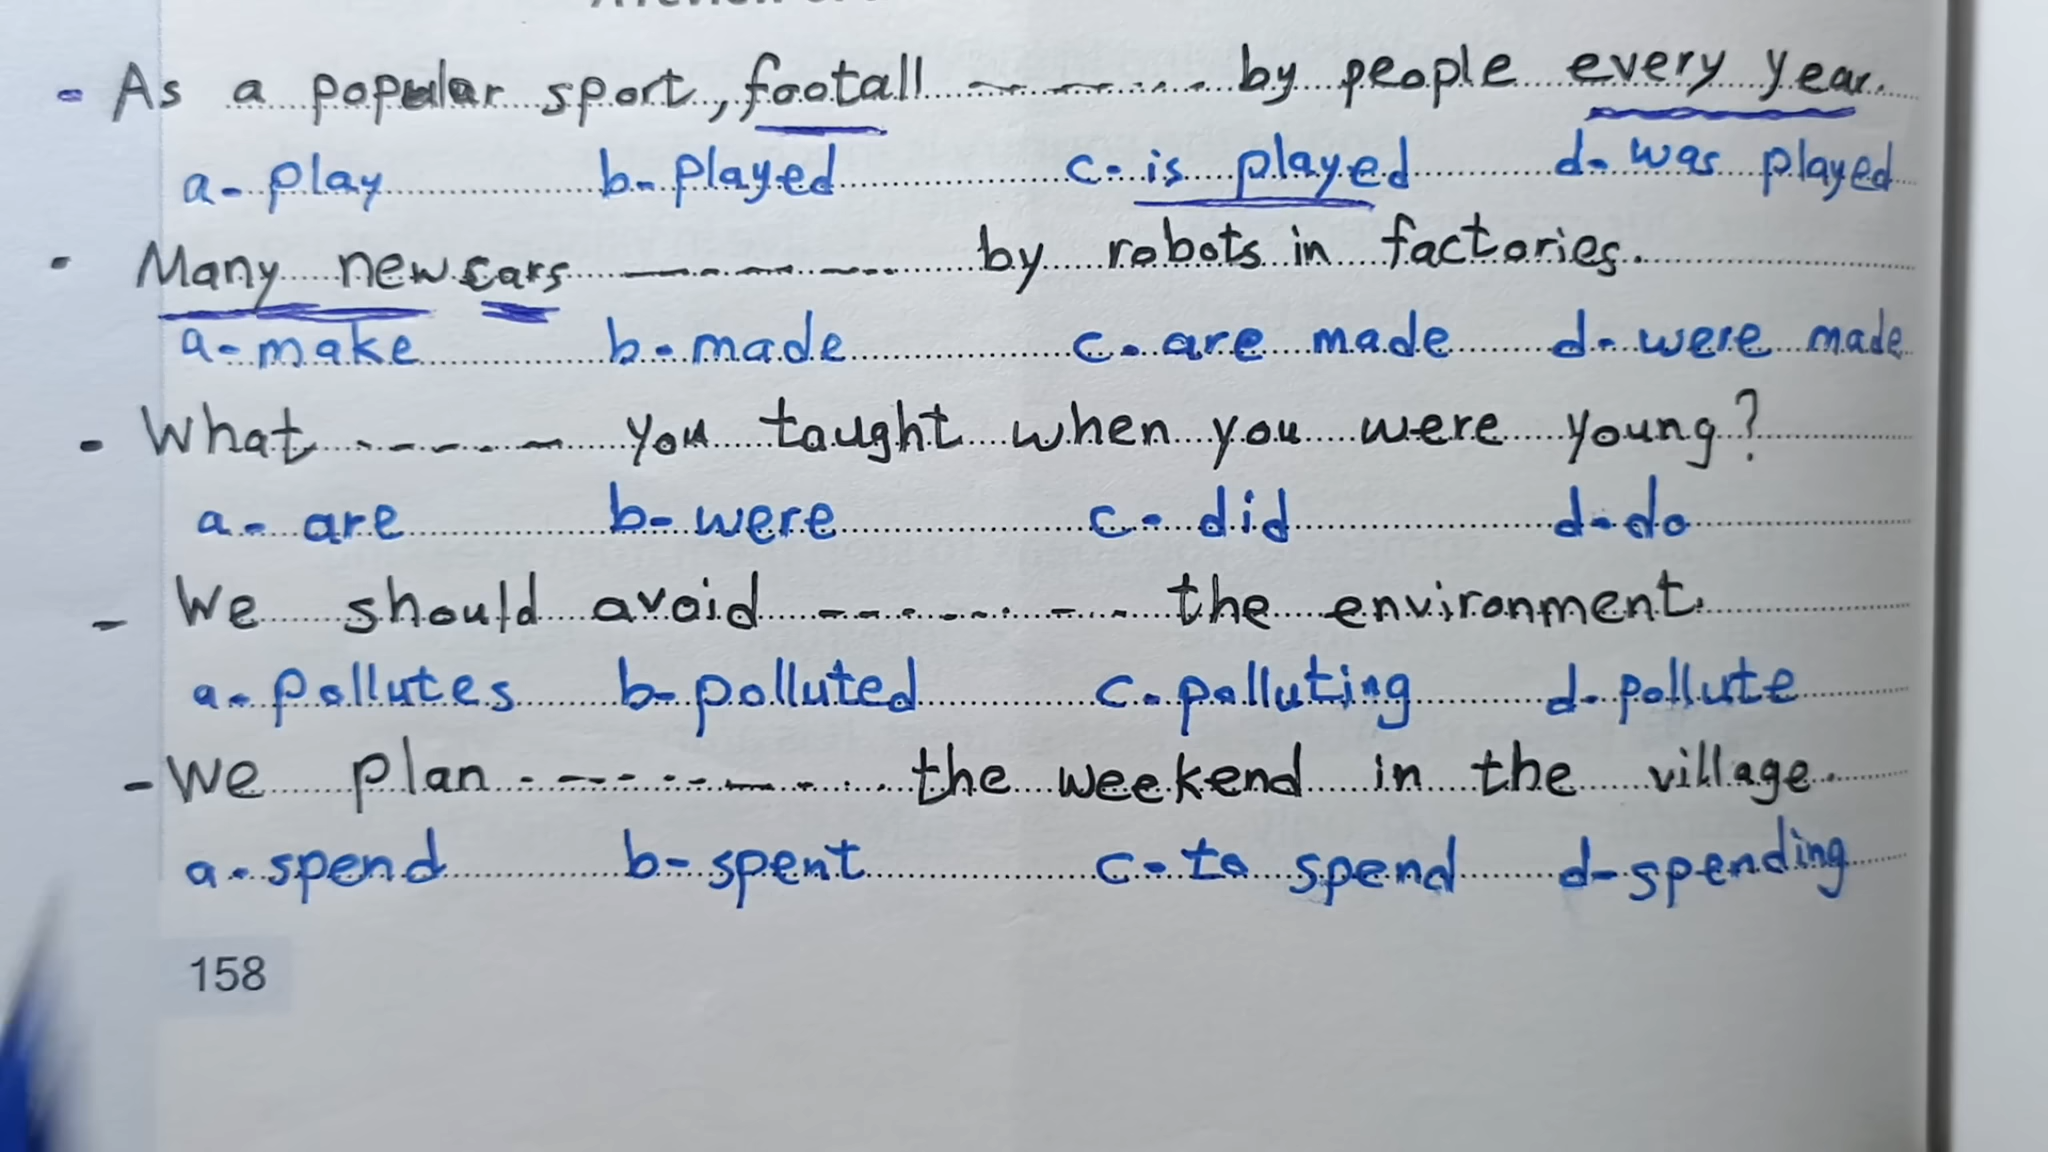 - As a popular sport, footall ---------- by people every year.
a- play b- played c- is played d- was played
- Many new cars ---------- by robots in factories.
a- make b- made c- are made d- were made
- What ------ you taught when you were young?
a- are b- were c- did d- do
- We should avoid ---------- the environment.
a- pollutes b- polluted c- polluting d- pollute
- We plan ---------- the weekend in the village.
a- spend b- spent c- to spend d- spending
158